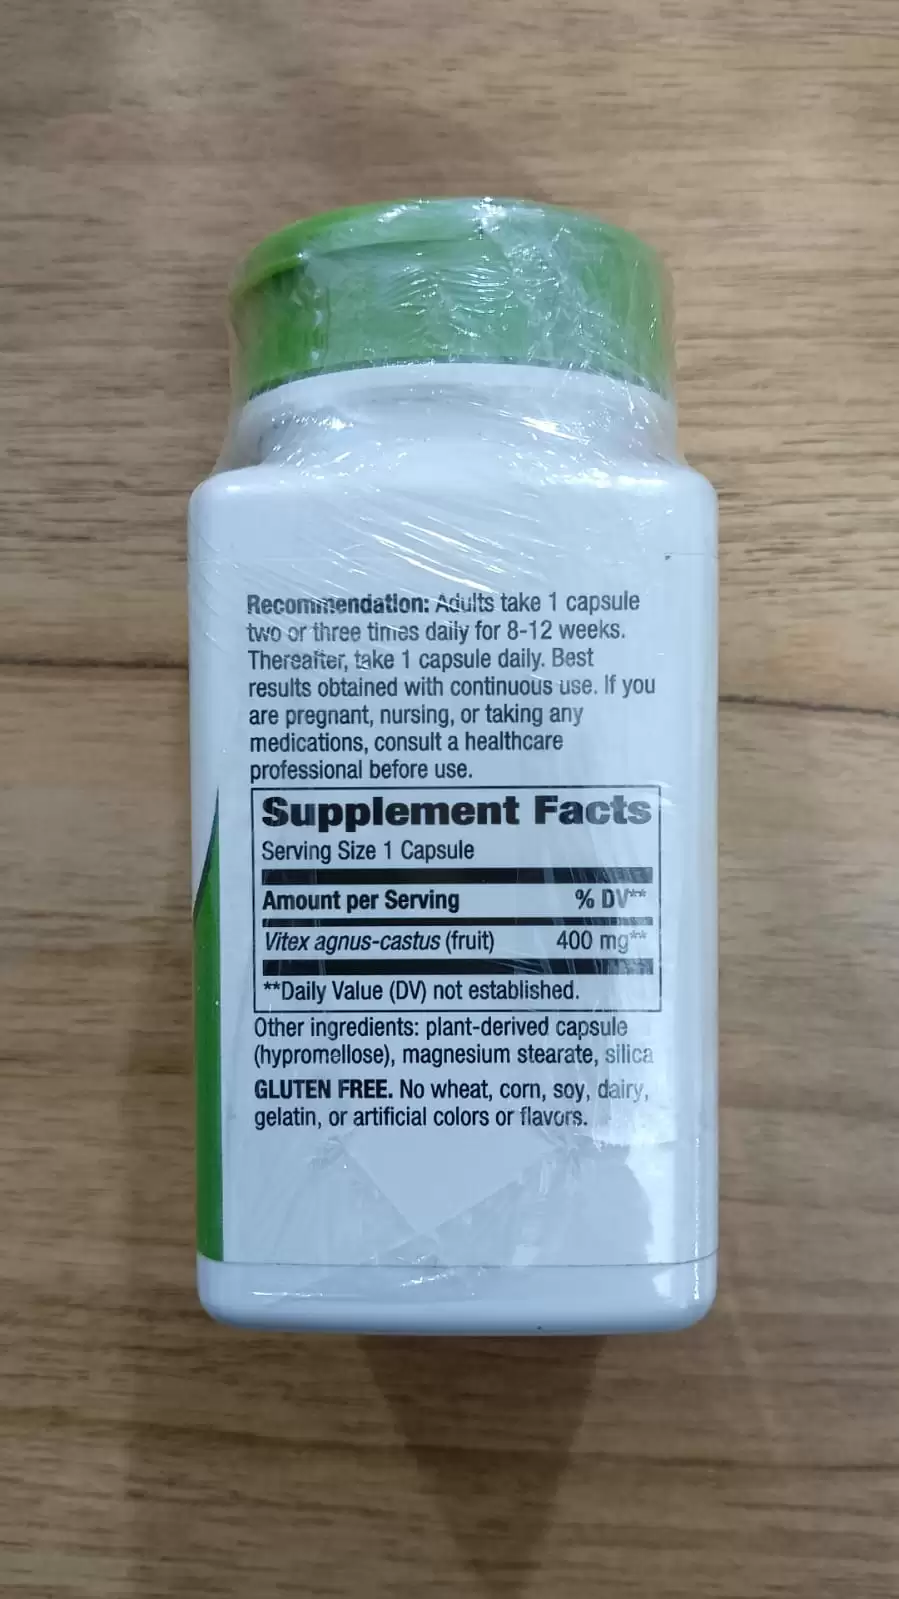 Recommendation: Adults take 1 capsule
two or three times daily for 8-12 weeks.
Thereafter, take 1 capsule daily. Best
results obtained with continuous use. If you
are pregnant, nursing, or taking any
medications, consult a healthcare
professional before use.
Supplement Facts
Serving Size 1 Capsule
Amount per Serving % DV**
Vitex agnus-castus (fruit) 400 mg**
**Daily Value (DV) not established.
Other ingredients: plant-derived capsule
(hypromellose), magnesium stearate, silica
GLUTEN FREE. No wheat, corn, soy, dairy,
gelatin, or artificial colors or flavors.